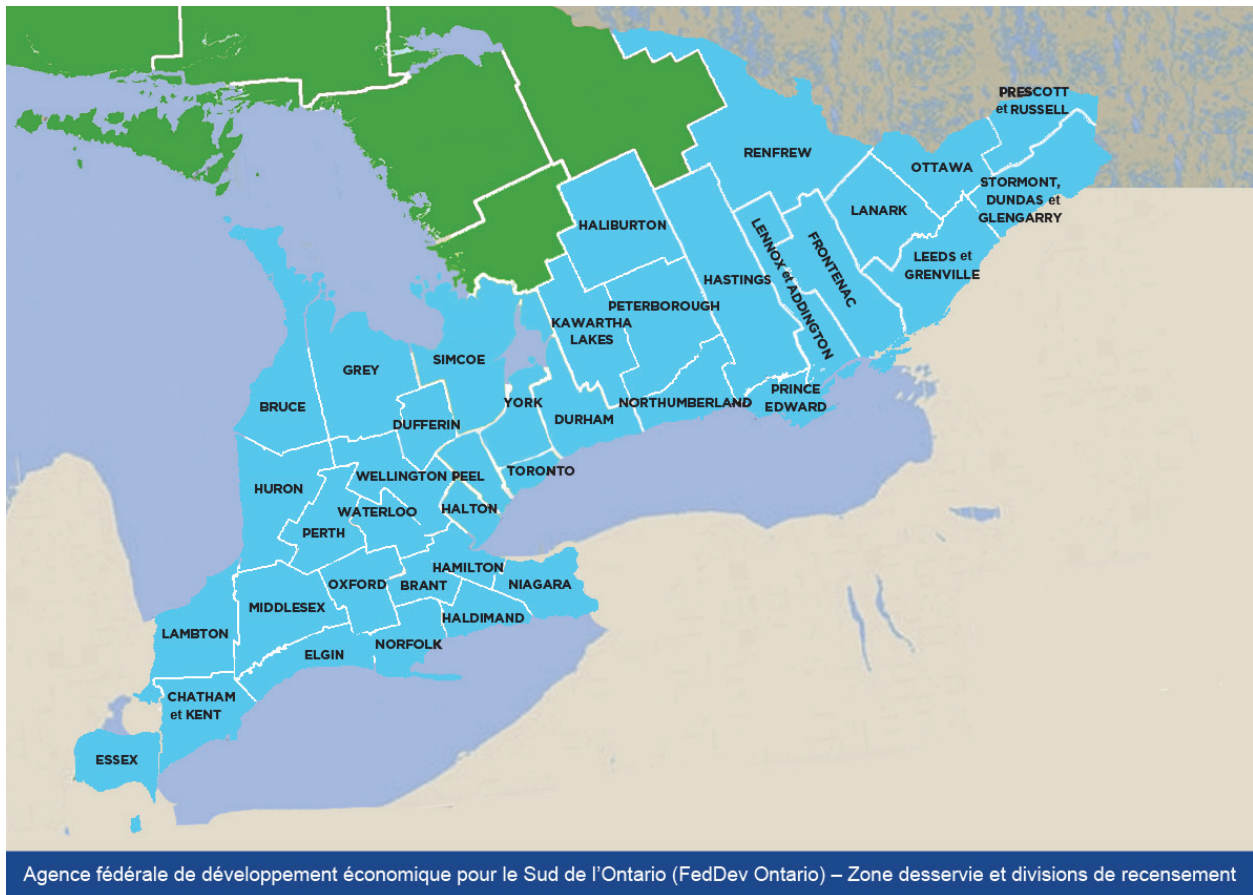 PRESCOTT
et RUSSELL
RENFREW
OTTAWA
STORMONT,
DUNDAS et
GLENGARRY
LANARK
HALIBURTON
LENNOX et ADDINGTON
FRONTENAC
LEEDS et
GRENVILLE
HASTINGS
PETERBOROUGH
KAWARTHA
LAKES
SIMCOE
GREY
BRUCE
YORK
NORTHUMBERLAND
PRINCE
EDWARD
DUFFERIN
DURHAM
WELLINGTON
PEEL
TORONTO
HURON
WATERLOO
HALTON
PERTH
HAMILTON
OXFORD
BRANT
NIAGARA
MIDDLESEX
HALDIMAND
LAMBTON
NORFOLK
ELGIN
CHATHAM
et KENT
ESSEX
Agence fédérale de développement économique pour le Sud de l'Ontario (FedDev Ontario) – Zone desservie et divisions de recensement